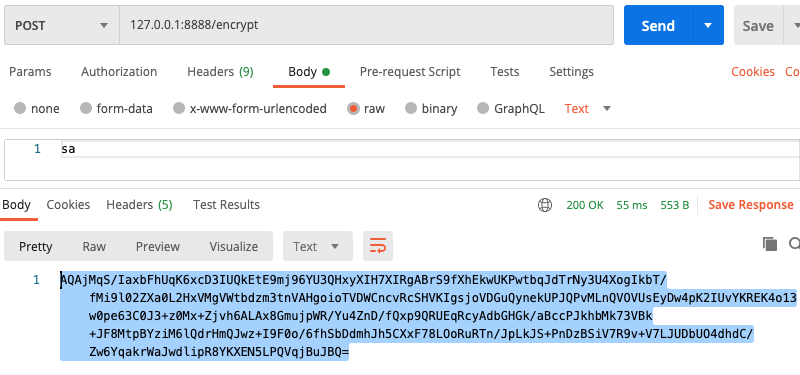 POST 127.0.0.1:8888/encrypt Send Save
Params Authorization Headers (9) Body Pre-request Script Tests Settings Cookies Co
none form-data x-www-form-urlencoded raw binary GraphQL Text
1 sa
Body Cookies Headers (5) Test Results 200 OK 55 ms 553 B Save Response
Pretty Raw Preview Visualize Text
1 AQAjMqS/IaxbFhUqK6xcD3IUQkEtE9mj96YU3QHxyXIH7XIRgABrS9fXhEkwUKPwtbqJdTrNy3U4XogIkbT/
fMi9l02ZXa0L2HxVMgVWtbdzm3tnVAHgoioTVDWCncvRcSHVKIgsjoVDGuQynekUPJQPvMLnQVOVUsEyDw4pK2IUvYKREK4o13
w0pe63C0J3+z0Mx+Zjvh6ALAx8GmujpWR/Yu4ZnD/fQxp9QRUEqRcyAdbGHGk/aBccPJkhbMk73VBk
+JF8MtpBYziM6lQdrHmQJwz+I9F0o/6fhSbDdmhJh5CXxF78LOoRuRTn/JpLkJS+PnDzBSiV7R9v+V7LJUDbUO4dhdC/
Zw6YqakrWaJwdlipR8YKXEN5LPQVqjBuJBQ=